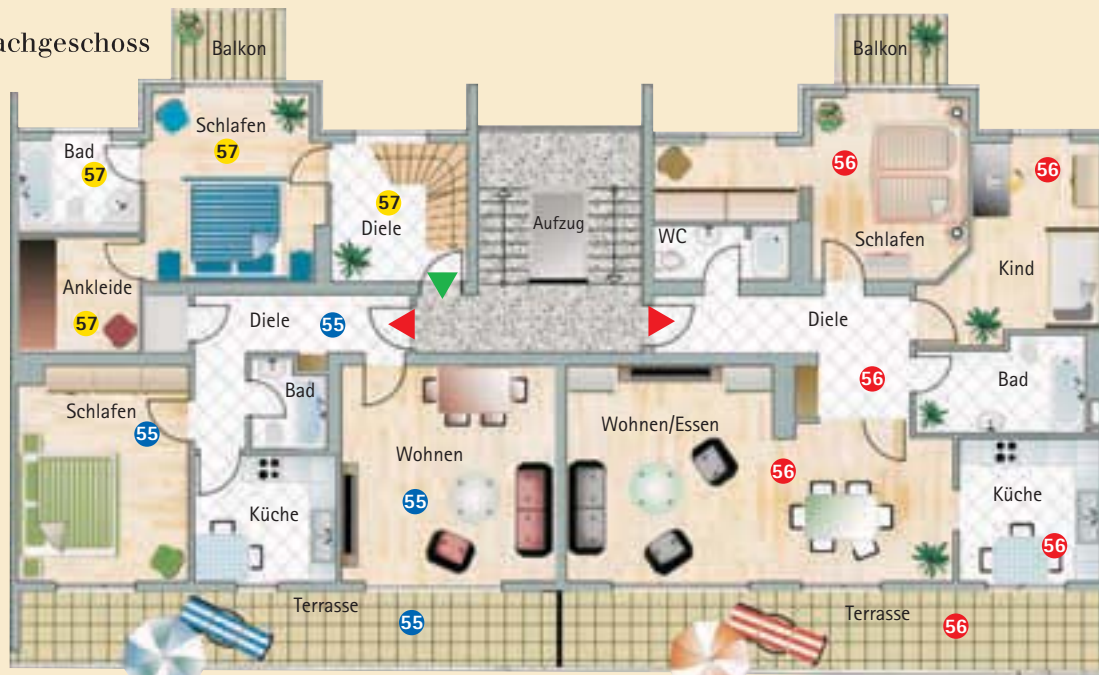 achgeschoss
Balkon
Balkon
Schlafen
57
Bad
57
57
Diele
Aufzug
56
56
WC
Schlafen
Kind
Ankleide
57
Diele
55
Diele
56
Bad
Bad
Schlafen
55
Wohnen
55
Wohnen/Essen
56
Küche
Küche
56
Terrasse
55
Terrasse
56